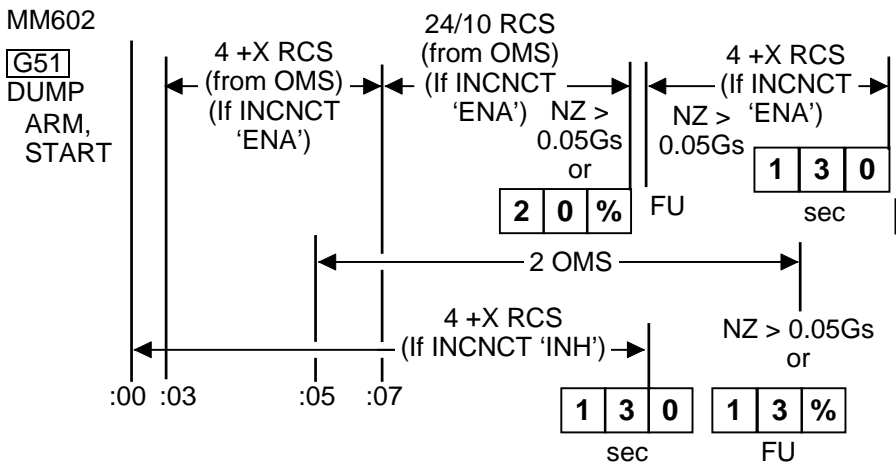 MM602
G51
DUMP
ARM,
START
4 +X RCS
(from OMS)
(If INCNCT
‘ENA’)
24/10 RCS
(from OMS)
(If INCNCT
‘ENA’)
NZ >
0.05Gs
or
2 0 %
FU
4 +X RCS
(If INCNCT
‘ENA’)
NZ >
0.05Gs
1 3 0
sec
2 OMS
4 +X RCS
(If INCNCT ‘INH’)
NZ > 0.05Gs
or
:00 :03 :05 :07
1 3 0
sec
1 3 %
FU